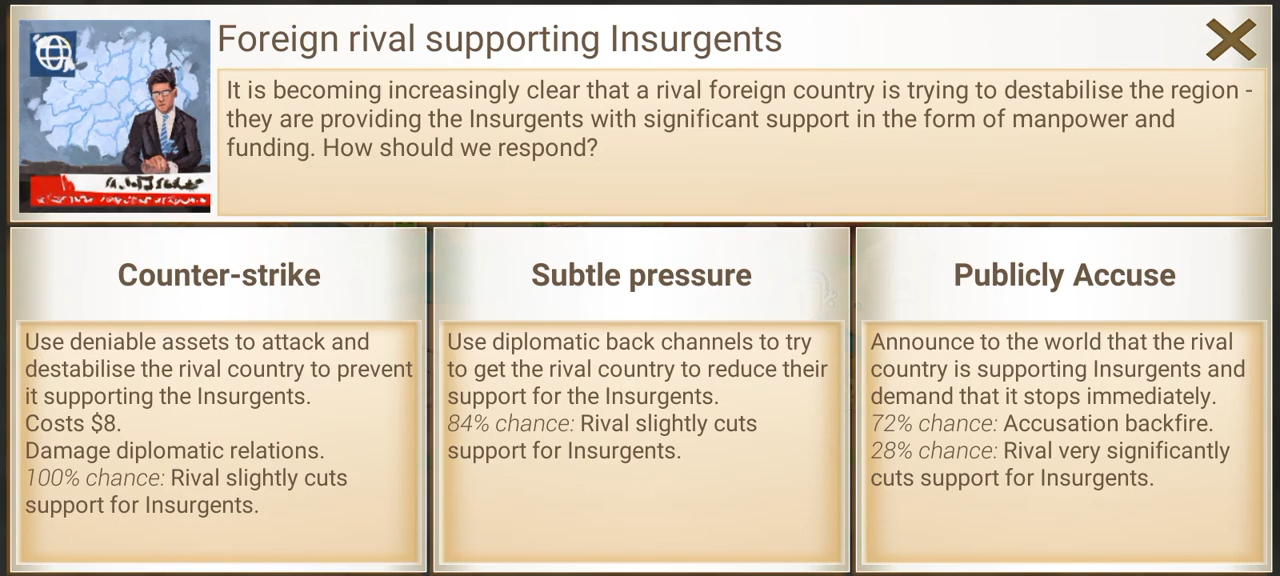 Foreign rival supporting Insurgents
It is becoming increasingly clear that a rival foreign country is trying to destabilise the region -
they are providing the Insurgents with significant support in the form of manpower and
funding. How should we respond?
Counter-strike
Use deniable assets to attack and
destabilise the rival country to prevent
it supporting the Insurgents.
Costs $8.
Damage diplomatic relations.
100% chance: Rival slightly cuts
support for Insurgents.
Subtle pressure
Use diplomatic back channels to try
to get the rival country to reduce their
support for the Insurgents.
84% chance: Rival slightly cuts
support for Insurgents.
Publicly Accuse
Announce to the world that the rival
country is supporting Insurgents and
demand that it stops immediately.
72% chance: Accusation backfire.
28% chance: Rival very significantly
cuts support for Insurgents.